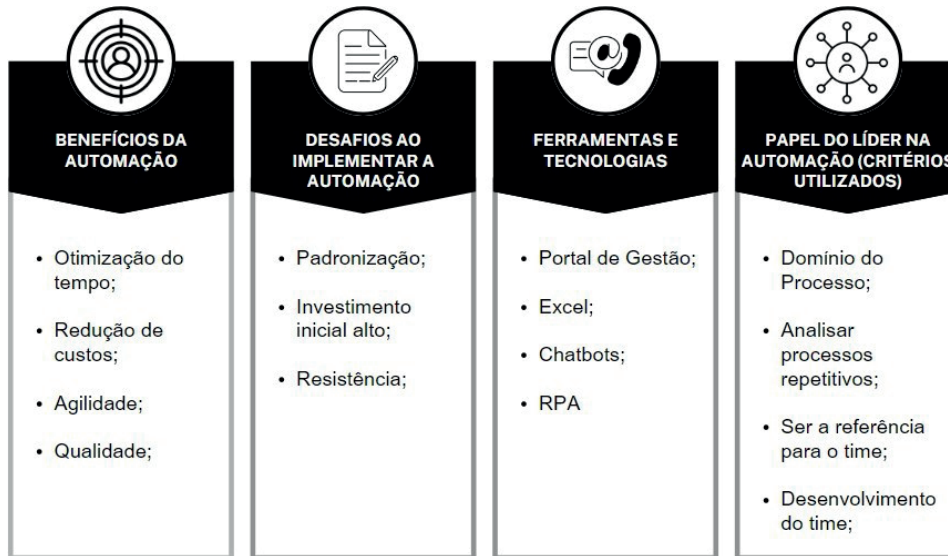 BENEFÍCIOS DA
AUTOMAÇÃO
• Otimização do
tempo;
• Redução de
custos;
• Agilidade;
• Qualidade;
DESAFIOS AO
IMPLEMENTAR A
AUTOMAÇÃO
• Padronização;
• Investimento
inicial alto;
• Resistência;
FERRAMENTAS E
TECNOLOGIAS
• Portal de Gestão;
• Excel;
• Chatbots;
• RPA
PAPEL DO LÍDER NA
AUTOMAÇÃO (CRITÉRIOS
UTILIZADOS)
• Domínio do
Processo;
• Analisar
processos
repetitivos;
• Ser a referência
para o time;
• Desenvolvimento
do time;